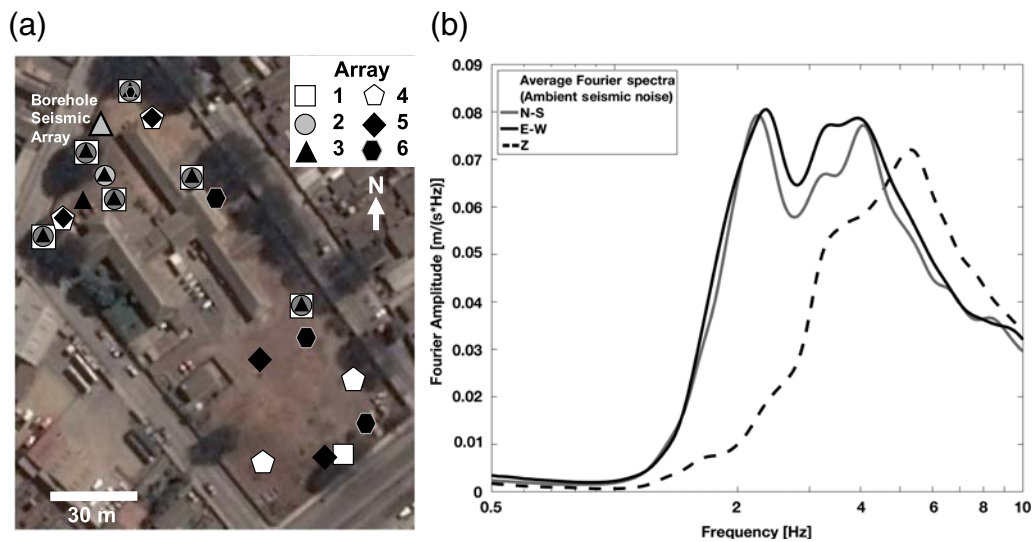 (a)
Borehole
Seismic
Array
Array
1
4
2
5
3
6
N
30 m
(b)
Average Fourier spectra
(Ambient seismic noise)
N-S
E-W
Z
Fourier Amplitude [m/(s*Hz)]
0.09
0.08
0.07
0.06
0.05
0.04
0.03
0.02
0.01
0
0.5
2
4
6
8
10
Frequency [Hz]